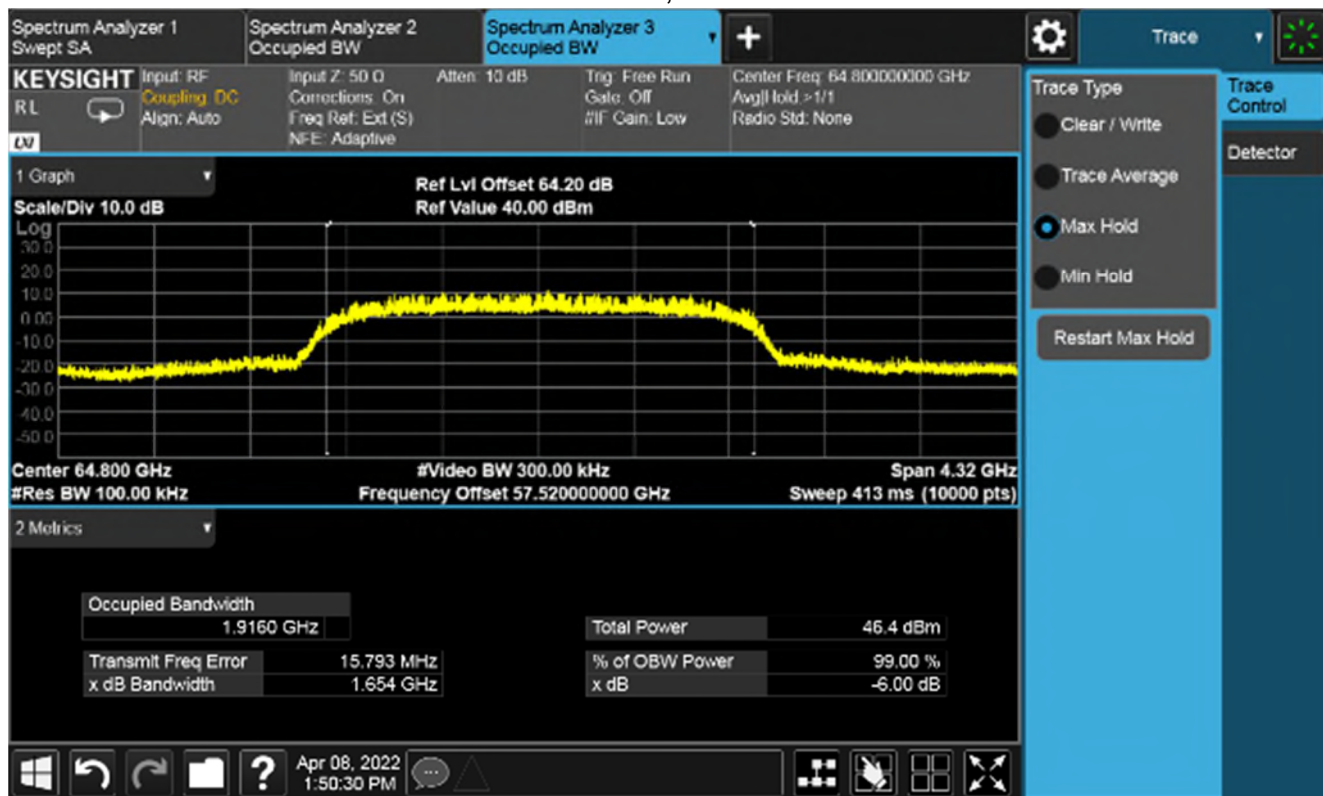 Spectrum Analyzer 1
Swept SA
Spectrum Analyzer 2
Occupied BW
Spectrum Analyzer 3
Occupied BW
Trace
KEYSIGHT
RL
LXI
Input: RF
Coupling: DC
Align: Auto
Input Z: 50 Ω
Corrections: On
Freq Ref: Ext (S)
NFE: Adaptive
Atten: 10 dB
Trig: Free Run
Gate: Off
#IF Gain: Low
Center Freq: 64.800000000 GHz
Avg|Hold:>1/1
Radio Std: None
Trace Type
Clear / Write
Trace Average
Max Hold
Min Hold
Restart Max Hold
Trace
Control
Detector
1 Graph
Scale/Div 10.0 dB
Ref Lvl Offset 64.20 dB
Ref Value 40.00 dBm
Log
30.0
20.0
10.0
0.00
-10.0
-20.0
-30.0
-40.0
-50.0
Center 64.800 GHz
#Video BW 300.00 kHz
Span 4.32 GHz
#Res BW 100.00 kHz
Frequency Offset 57.520000000 GHz
Sweep 413 ms (10000 pts)
2 Metrics
Occupied Bandwidth
1.9160 GHz
Total Power 46.4 dBm
Transmit Freq Error 15.793 MHz
% of OBW Power 99.00 %
x dB Bandwidth 1.654 GHz
x dB -6.00 dB
?
Apr 08, 2022
1:50:30 PM